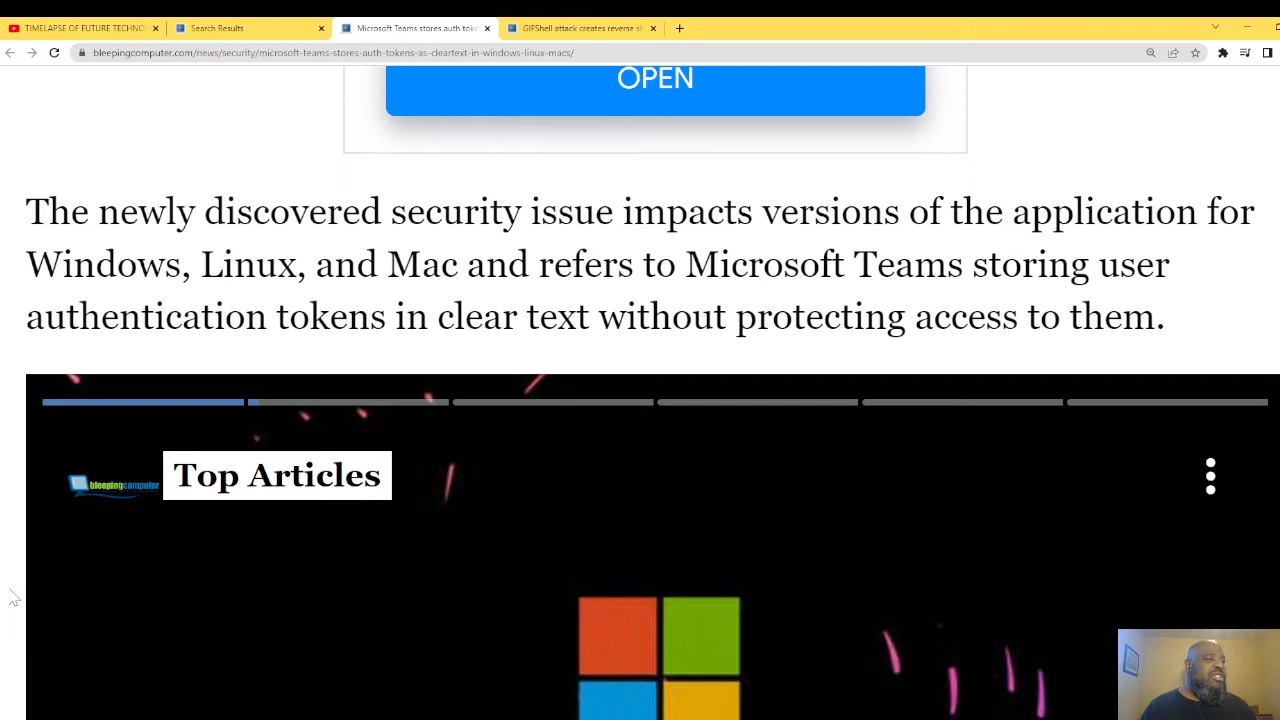 TIMELAPSE OF FUTURE TECHNO
Search Results
Microsoft Teams stores auth toke
GIFShell attack creates reverse sh
bleepingcomputer.com/news/security/microsoft-teams-stores-auth-tokens-as-cleartext-in-windows-linux-macs/
OPEN
The newly discovered security issue impacts versions of the application for
Windows, Linux, and Mac and refers to Microsoft Teams storing user
authentication tokens in clear text without protecting access to them.
bleepingcomputer
Top Articles